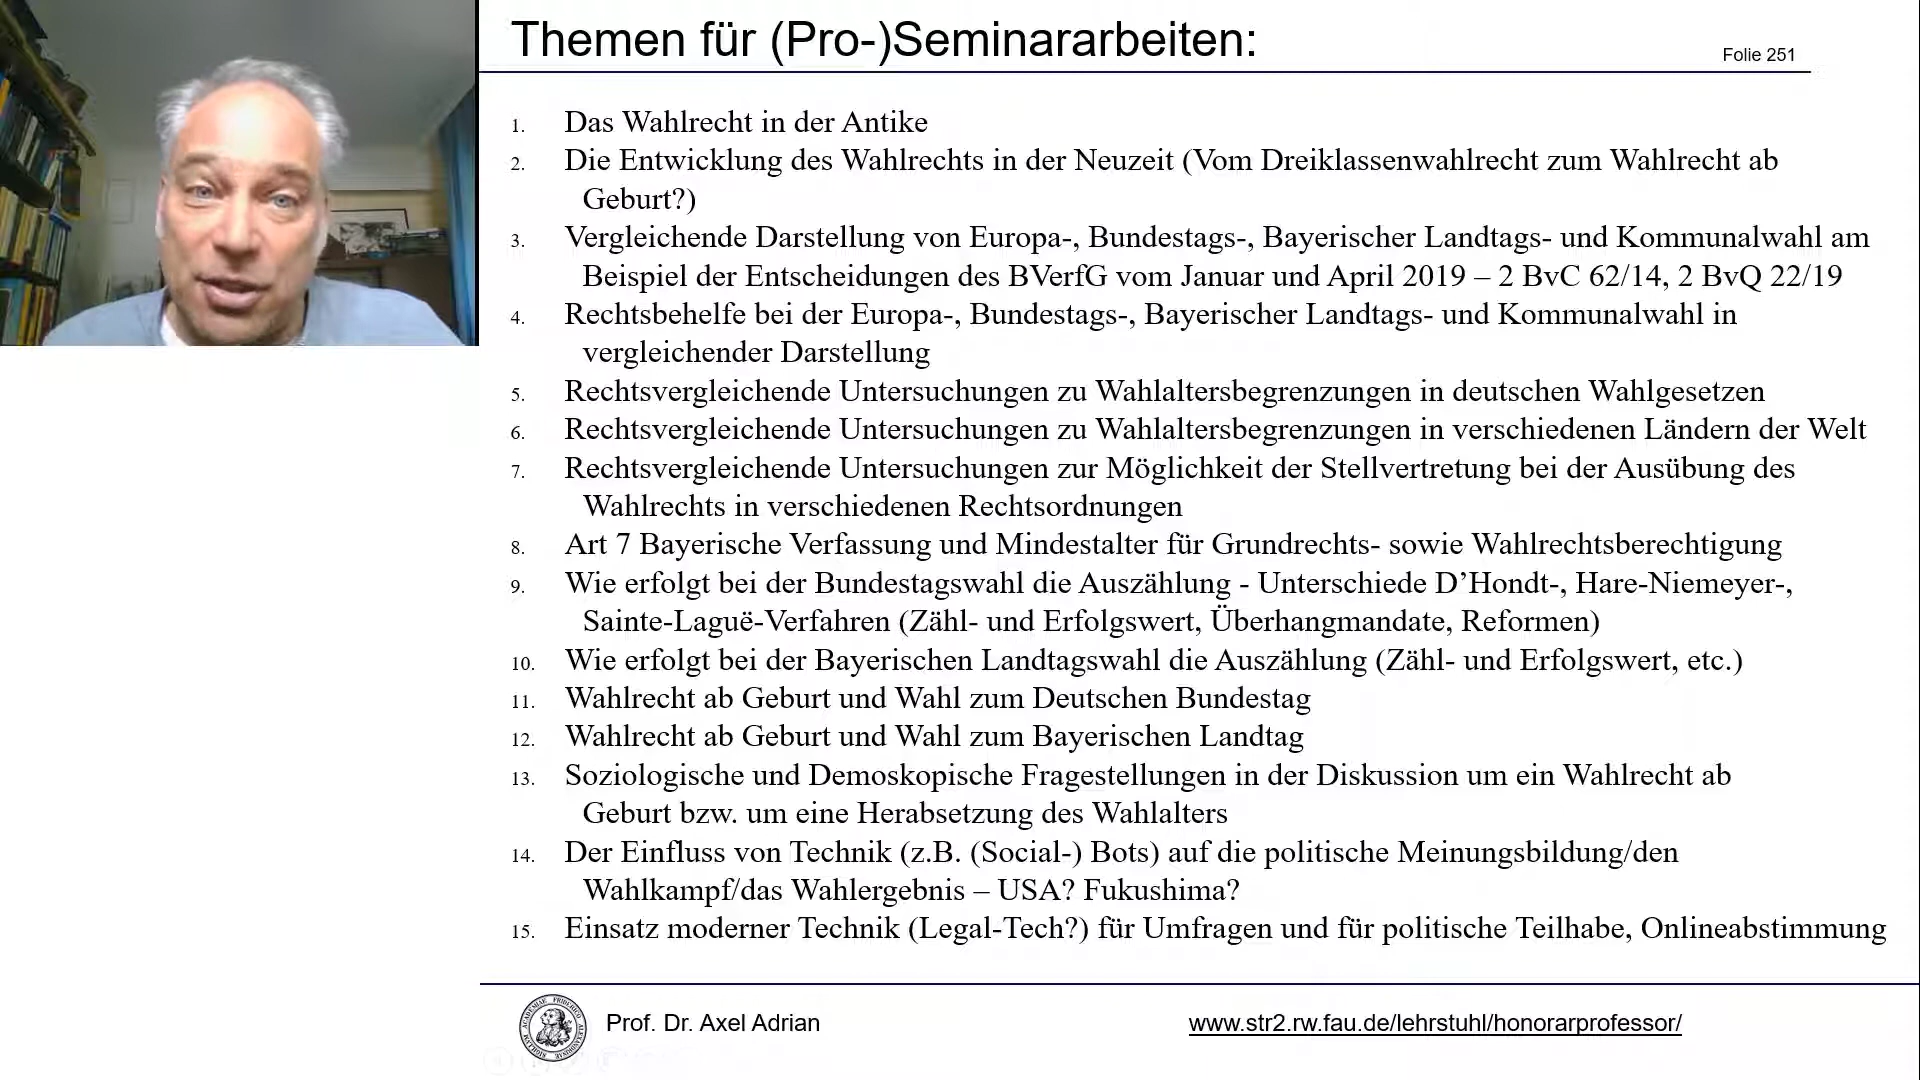 Themen für (Pro-)Seminararbeiten:
Folie 251
1. Das Wahlrecht in der Antike
2. Die Entwicklung des Wahlrechts in der Neuzeit (Vom Dreiklassenwahlrecht zum Wahlrecht ab
Geburt?)
3. Vergleichende Darstellung von Europa-, Bundestags-, Bayerischer Landtags- und Kommunalwahl am
Beispiel der Entscheidungen des BVerfG vom Januar und April 2019 – 2 BvC 62/14, 2 BvQ 22/19
4. Rechtsbehelfe bei der Europa-, Bundestags-, Bayerischer Landtags- und Kommunalwahl in
vergleichender Darstellung
5. Rechtsvergleichende Untersuchungen zu Wahlaltersbegrenzungen in deutschen Wahlgesetzen
6. Rechtsvergleichende Untersuchungen zu Wahlaltersbegrenzungen in verschiedenen Ländern der Welt
7. Rechtsvergleichende Untersuchungen zur Möglichkeit der Stellvertretung bei der Ausübung des
Wahlrechts in verschiedenen Rechtsordnungen
8. Art 7 Bayerische Verfassung und Mindestalter für Grundrechts- sowie Wahlrechtsberechtigung
9. Wie erfolgt bei der Bundestagswahl die Auszählung - Unterschiede D’Hondt-, Hare-Niemeyer-,
Sainte-Laguë-Verfahren (Zähl- und Erfolgswert, Überhangmandate, Reformen)
10. Wie erfolgt bei der Bayerischen Landtagswahl die Auszählung (Zähl- und Erfolgswert, etc.)
11. Wahlrecht ab Geburt und Wahl zum Deutschen Bundestag
12. Wahlrecht ab Geburt und Wahl zum Bayerischen Landtag
13. Soziologische und Demoskopische Fragestellungen in der Diskussion um ein Wahlrecht ab
Geburt bzw. um eine Herabsetzung des Wahlalters
14. Der Einfluss von Technik (z.B. (Social-) Bots) auf die politische Meinungsbildung/den
Wahlkampf/das Wahlergebnis – USA? Fukushima?
15. Einsatz moderner Technik (Legal-Tech?) für Umfragen und für politische Teilhabe, Onlineabstimmung
Prof. Dr. Axel Adrian
www.str2.rw.fau.de/lehrstuhl/honorarprofessor/